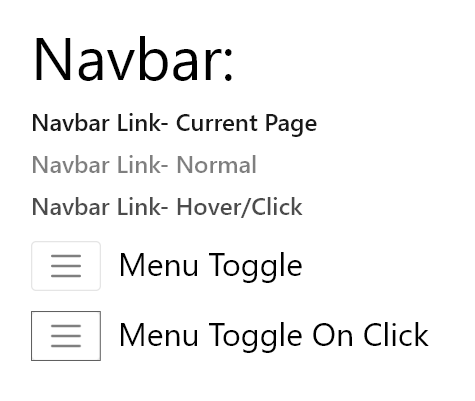 Navbar:
Navbar Link- Current Page
Navbar Link- Normal
Navbar Link- Hover/Click
Menu Toggle
Menu Toggle On Click